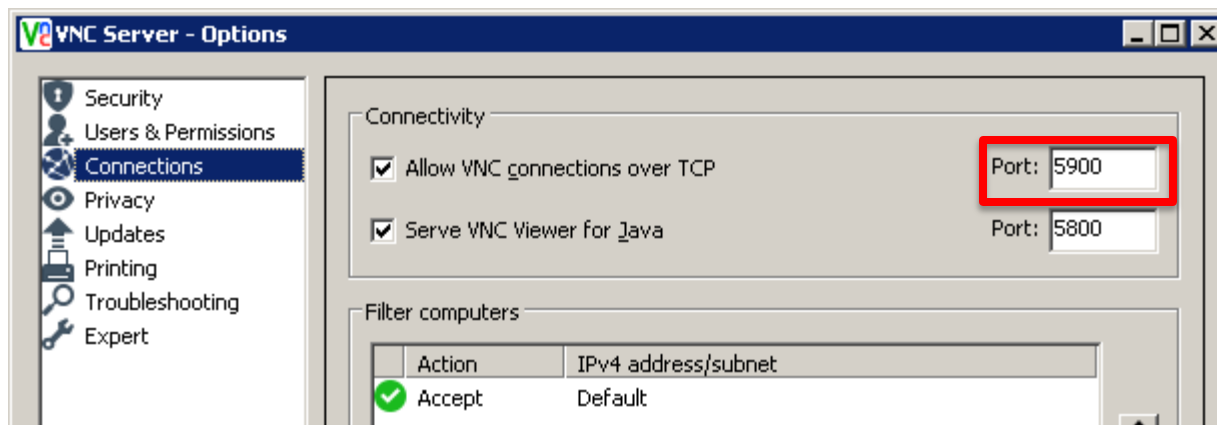 VNC Server - Options
Security
Users & Permissions
Connections
Privacy
Updates
Printing
Troubleshooting
Expert
Connectivity
Allow VNC connections over TCP Port: 5900
Serve VNC Viewer for Java Port: 5800
Filter computers
Action IPv4 address/subnet
Accept Default